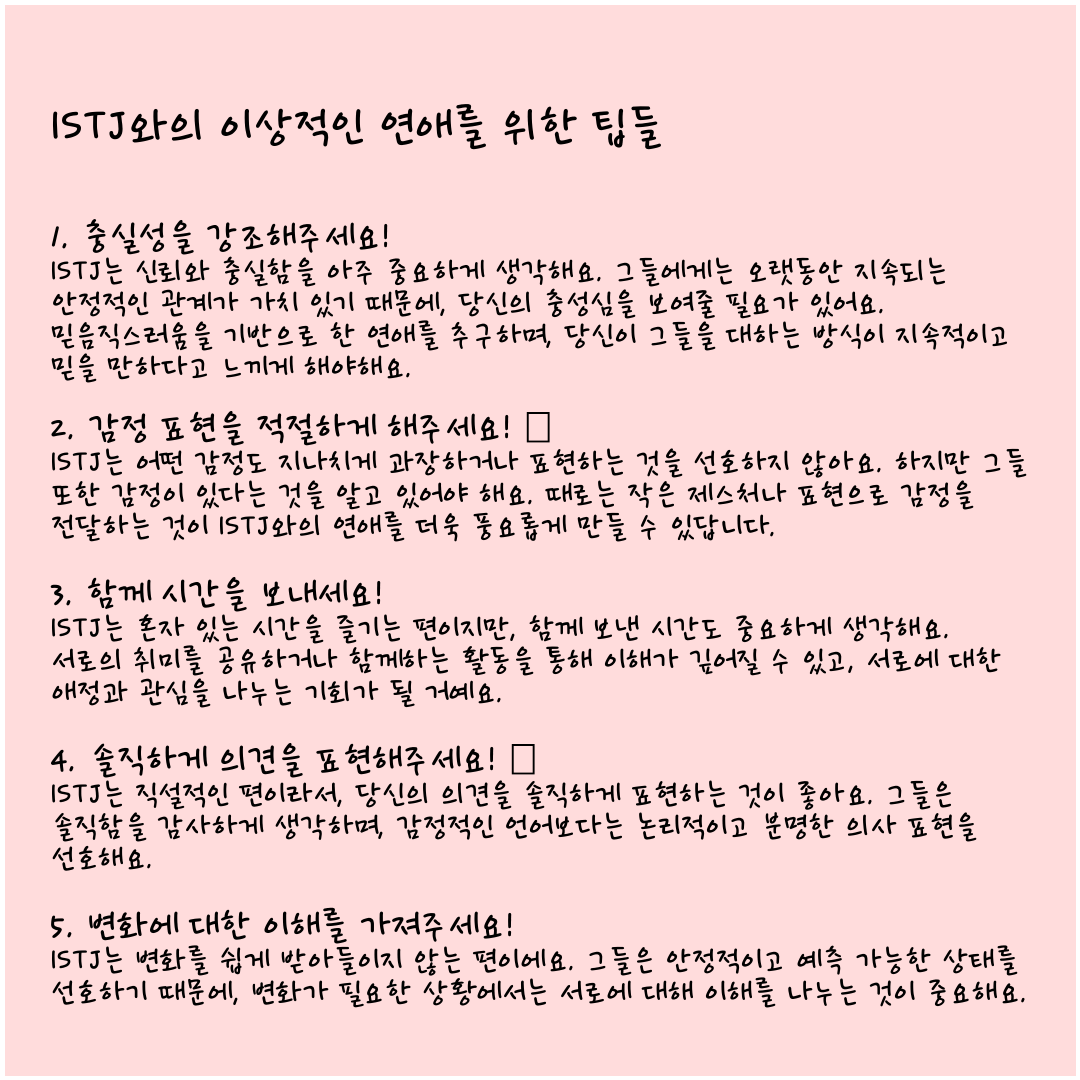 ISTJ와의 이상적인 연애를 위한 팁들
1. 충실성을 강조해주세요!
ISTJ는 신뢰와 충실함을 아주 중요하게 생각해요. 그들에게는 오랫동안 지속되는
안정적인 관계가 가치 있기 때문에, 당신의 충성심을 보여줄 필요가 있어요.
믿음직스러움을 기반으로 한 연애를 추구하며, 당신이 그들을 대하는 방식이 지속적이고
믿을 만하다고 느끼게 해야해요.
2. 감정 표현을 적절하게 해주세요! □
ISTJ는 어떤 감정도 지나치게 과장하거나 표현하는 것을 선호하지 않아요. 하지만 그들
또한 감정이 있다는 것을 알고 있어야 해요. 때로는 작은 제스처나 표현으로 감정을
전달하는 것이 ISTJ와의 연애를 더욱 풍요롭게 만들 수 있답니다.
3. 함께 시간을 보내세요!
ISTJ는 혼자 있는 시간을 즐기는 편이지만, 함께 보낸 시간도 중요하게 생각해요.
서로의 취미를 공유하거나 함께하는 활동을 통해 이해가 깊어질 수 있고, 서로에 대한
애정과 관심을 나누는 기회가 될 거예요.
4. 솔직하게 의견을 표현해주세요! □
ISTJ는 직설적인 편이라서, 당신의 의견을 솔직하게 표현하는 것이 좋아요. 그들은
솔직함을 감사하게 생각하며, 감정적인 언어보다는 논리적이고 분명한 의사 표현을
선호해요.
5. 변화에 대한 이해를 가져주세요!
ISTJ는 변화를 쉽게 받아들이지 않는 편이에요. 그들은 안정적이고 예측 가능한 상태를
선호하기 때문에, 변화가 필요한 상황에서는 서로에 대해 이해를 나누는 것이 중요해요.